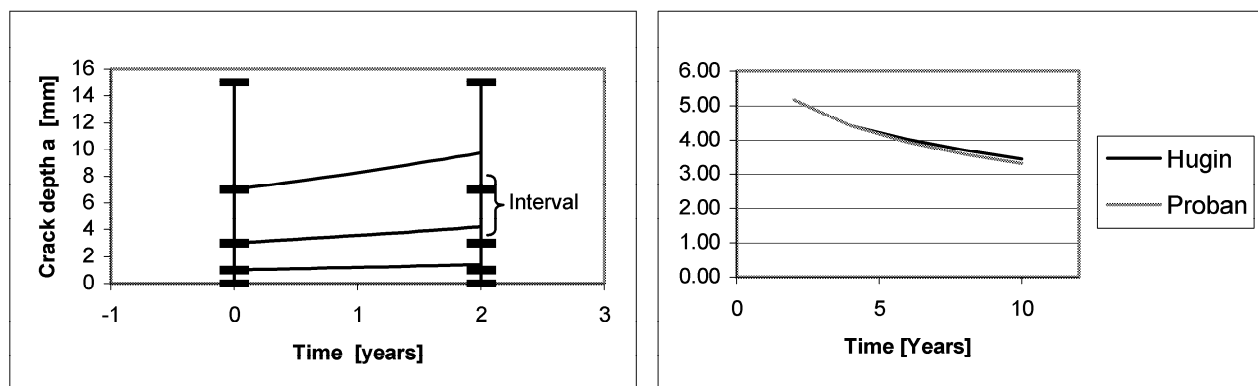 Crack depth a [mm]
16
14
12
10
8
6
4
2
0
Interval
-1 0 1 2 3
Time [years]
6.00
5.00
4.00
3.00
2.00
1.00
0.00
0 5 10
Time [Years]
Hugin
Proban